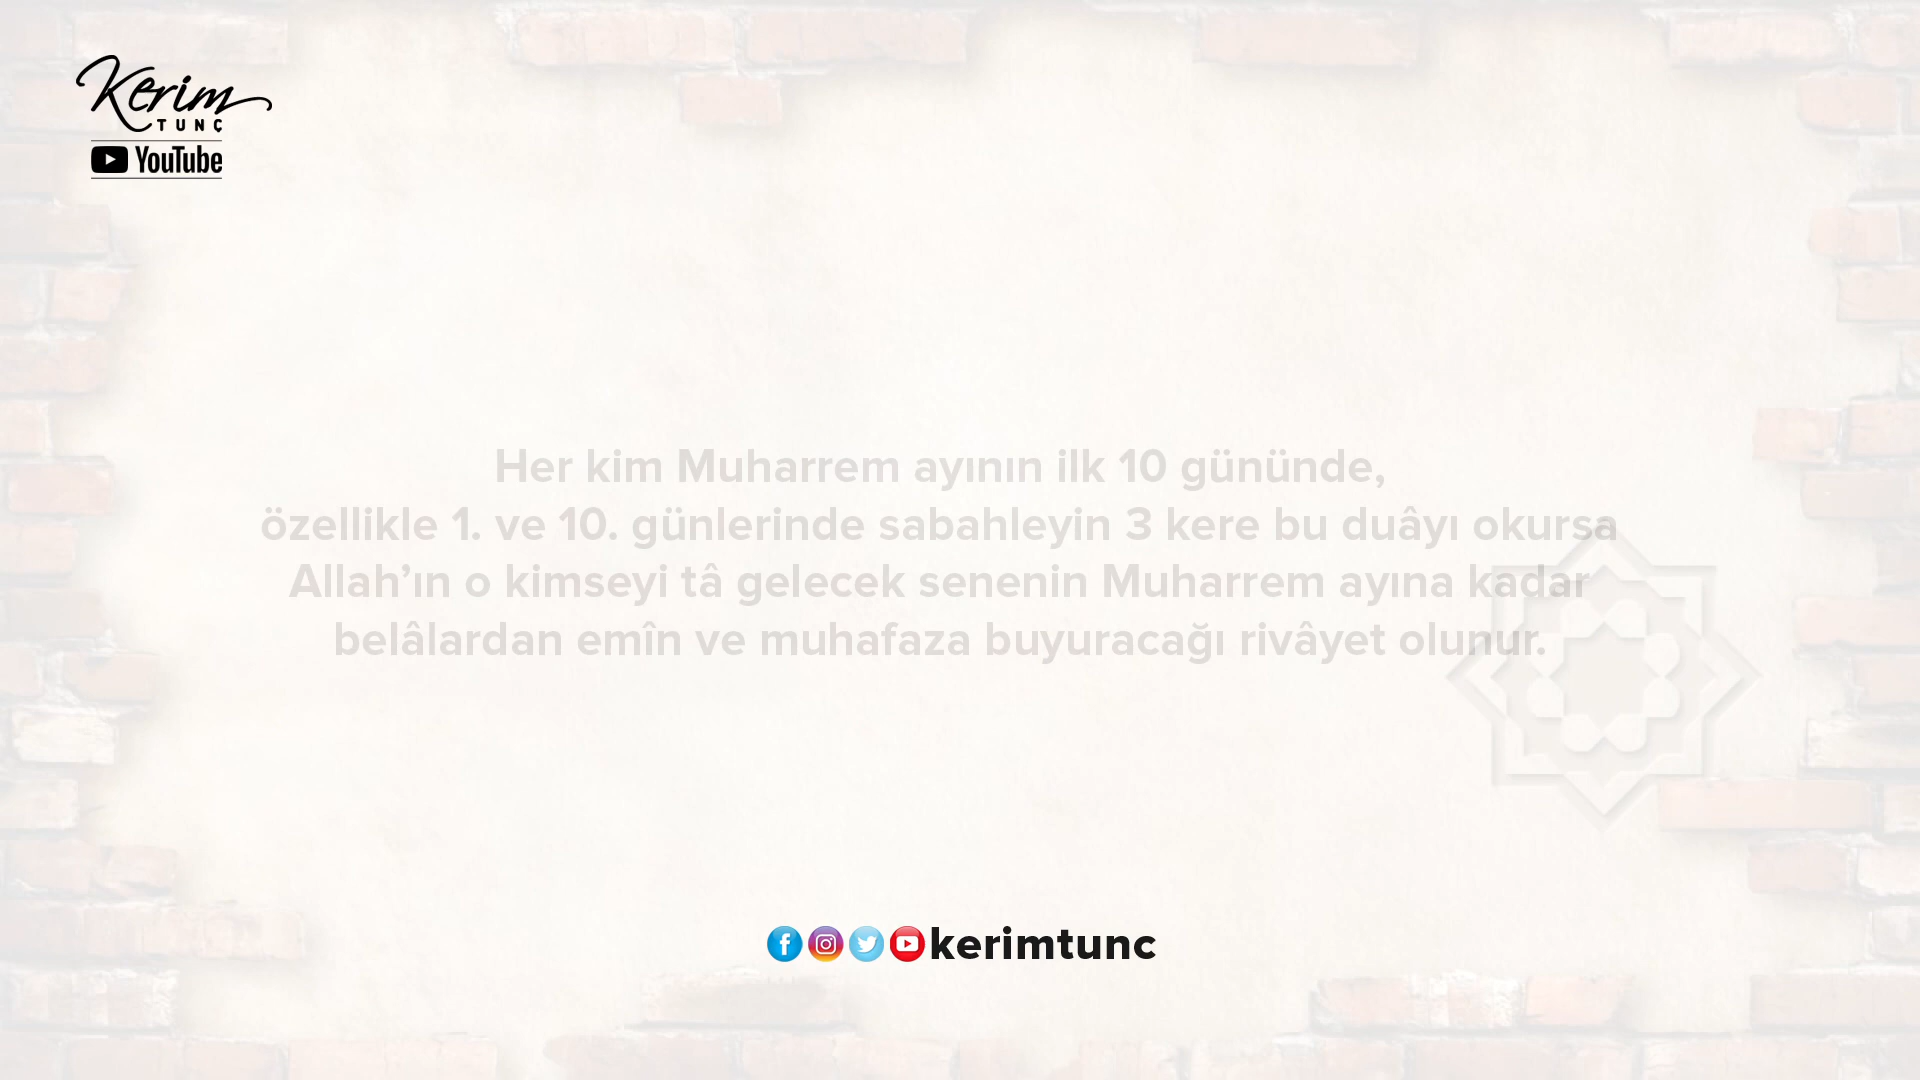 Kerim
TUNÇ
YouTube
Her kim Muharrem ayının ilk 10 gününde,
özellikle 1. ve 10. günlerinde sabahleyin 3 kere bu duâyı okursa
Allah’ın o kimseyi tâ gelecek senenin Muharrem ayına kadar
belâlardan emîn ve muhafaza buyuracağı rivâyet olunur.
kerimtunc